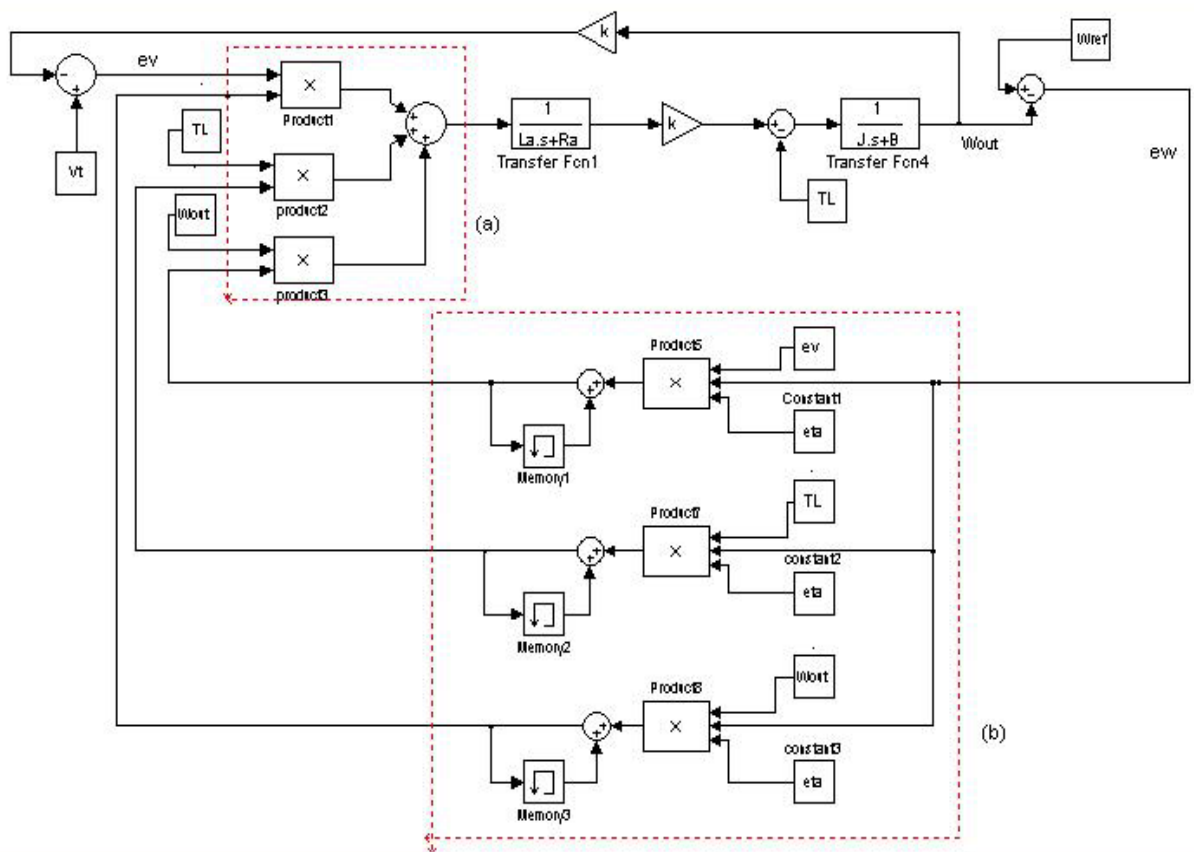 k
Wref
ev
×
Product1
TL
Vt
×
product2
Wout
×
product3
(a)
1
La.s+Ra
Transfer Fcn1
k
TL
1
J.s+B
Transfer Fcn4
Wout
ew
Product5
×
ev
Constant1
eta
Memory1
Product7
×
TL
constant2
eta
Memory2
Product8
×
Wout
constant3
eta
Memory3
(b)